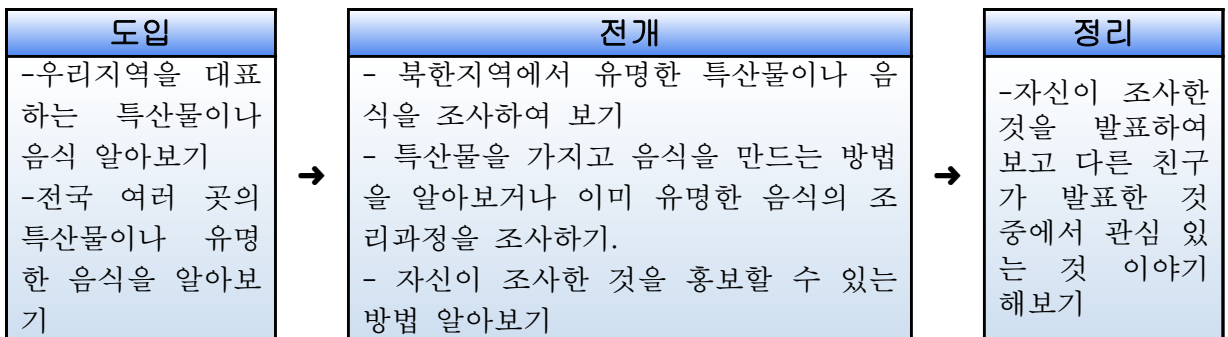 도입
-우리지역을 대표
하는 특산물이나
음식 알아보기
-전국 여러 곳의
특산물이나 유명
한 음식을 알아보
기
➜
전개
- 북한지역에서 유명한 특산물이나 음
식을 조사하여 보기
- 특산물을 가지고 음식을 만드는 방법
을 알아보거나 이미 유명한 음식의 조
리과정을 조사하기.
- 자신이 조사한 것을 홍보할 수 있는
방법 알아보기
➜
정리
-자신이 조사한
것을 발표하여
보고 다른 친구
가 발표한 것
중에서 관심 있
는 것 이야기
해보기